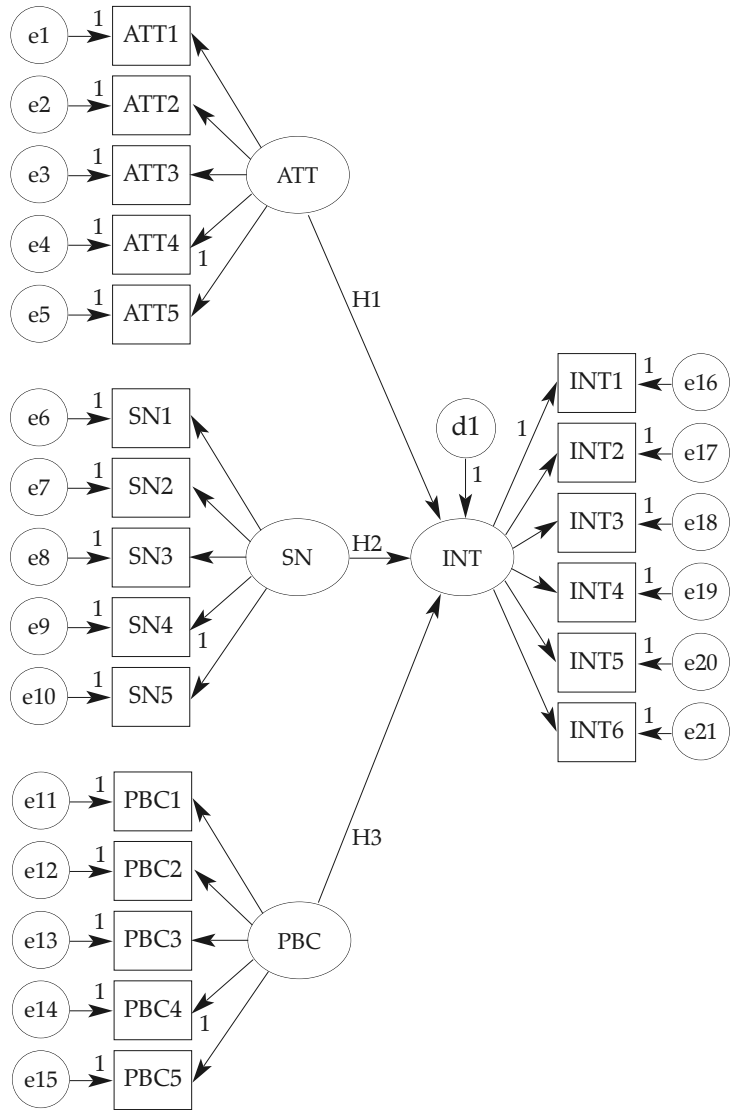 e1 1 ATT1
e2 1 ATT2
e3 1 ATT3
ATT
e4 1 ATT4
1
e5 1 ATT5
H1
e6 1 SN1
e7 1 SN2
e8 1 SN3
SN
e9 1 SN4
1
e10 1 SN5
H2
d1
1
INT
1
INT1 1 e16
INT2 1 e17
INT3 1 e18
INT4 1 e19
INT5 1 e20
INT6 1 e21
H3
e11 1 PBC1
e12 1 PBC2
e13 1 PBC3
PBC
e14 1 PBC4
1
e15 1 PBC5